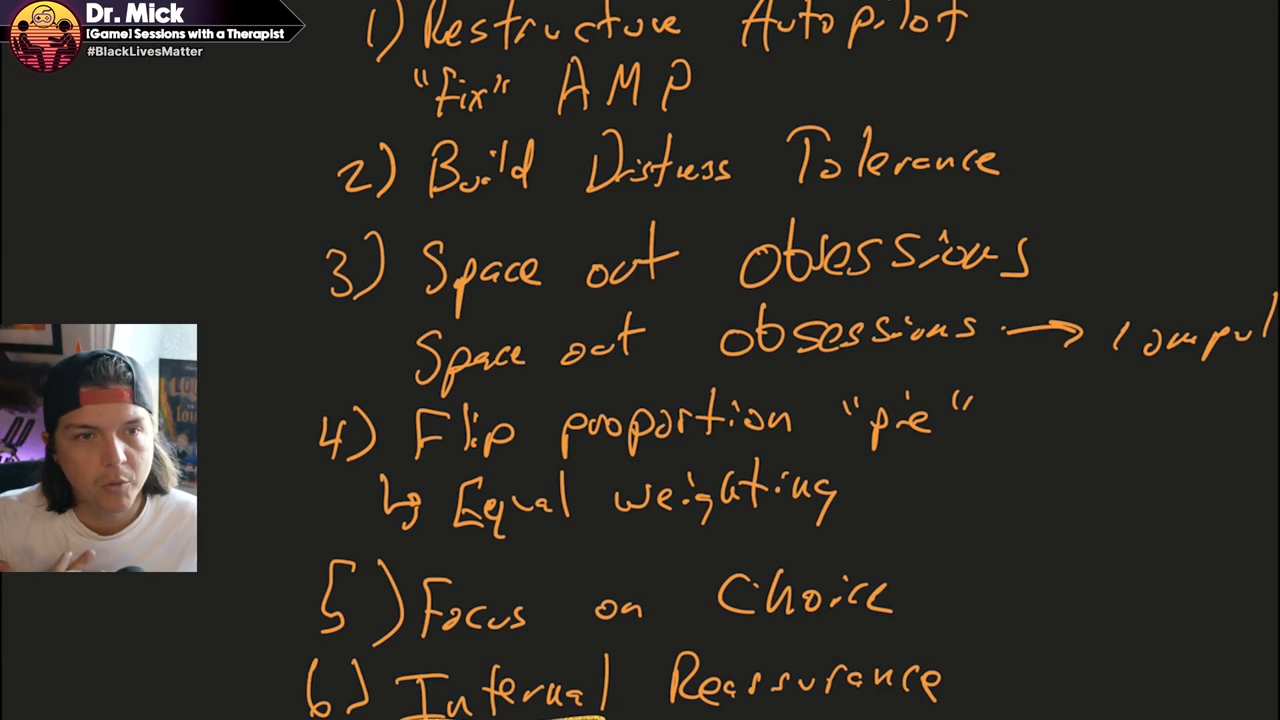 Dr. Mick
[Game] Sessions with a Therapist
#BlackLivesMatter
1) Restructure Autopilot
"fix" AMP
2) Build Distress Tolerance
3) Space out obsessions
Space out obsessions → compul
4) Flip proportion "pie"
↳ Equal weighting
5) Focus on Choice
6) Internal Reassurance